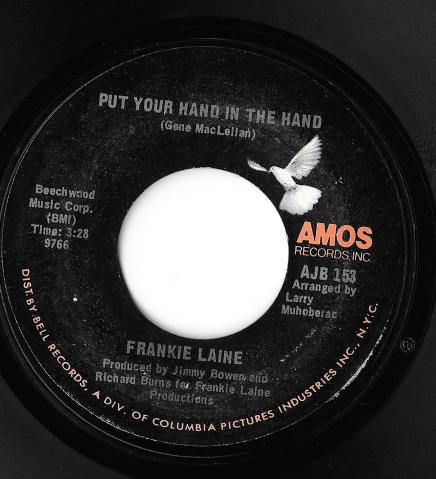 PUT YOUR HAND IN THE HAND
(Gene MacLellan)
Beechwood
Music Corp.
(BMI)
Time: 3:28
9766
AMOS
RECORDS, INC.
AJB 153
Arranged by
Larry
Muhoberac
FRANKIE LAINE
Produced by Jimmy Bowen and
Richard Burns for Frankie Laine
Productions
DIST. BY BELL RECORDS, A DIV. OF COLUMBIA PICTURES INDUSTRIES INC., N.Y.C.